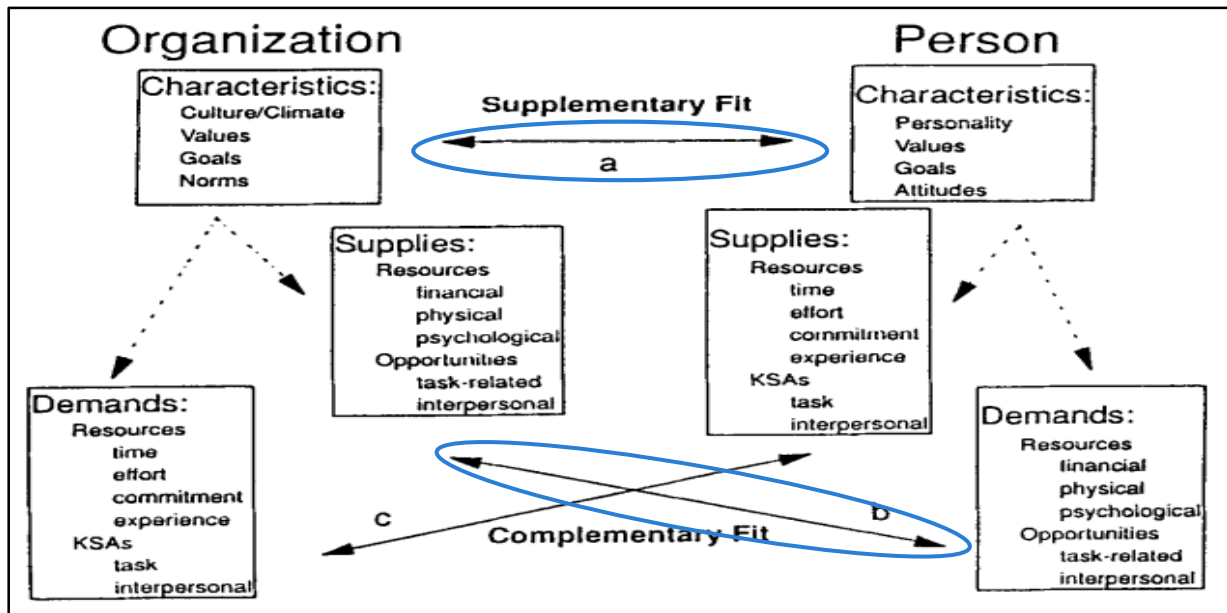 Organization
Person
Characteristics:
Culture/Climate
Values
Goals
Norms
Supplementary Fit
a
Characteristics:
Personality
Values
Goals
Attitudes
Supplies:
Resources
financial
physical
psychological
Opportunities
task-related
interpersonal
Supplies:
Resources
time
effort
commitment
experience
KSAs
task
interpersonal
Demands:
Resources
time
effort
commitment
experience
KSAs
task
interpersonal
c
b
Complementary Fit
Demands:
Resources
financial
physical
psychological
Opportunities
task-related
interpersonal